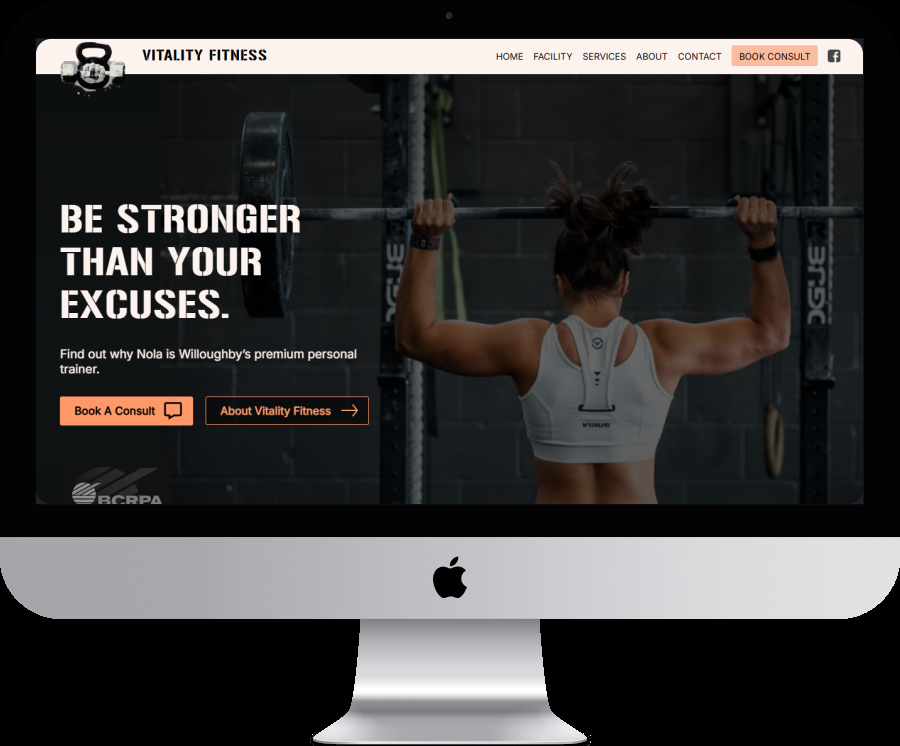 VITALITY FITNESS
HOME FACILITY SERVICES ABOUT CONTACT BOOK CONSULT
BE STRONGER
THAN YOUR
EXCUSES.
Find out why Nola is Willoughby's premium personal
trainer.
Book A Consult
About Vitality Fitness
BCRPA
VIRUS